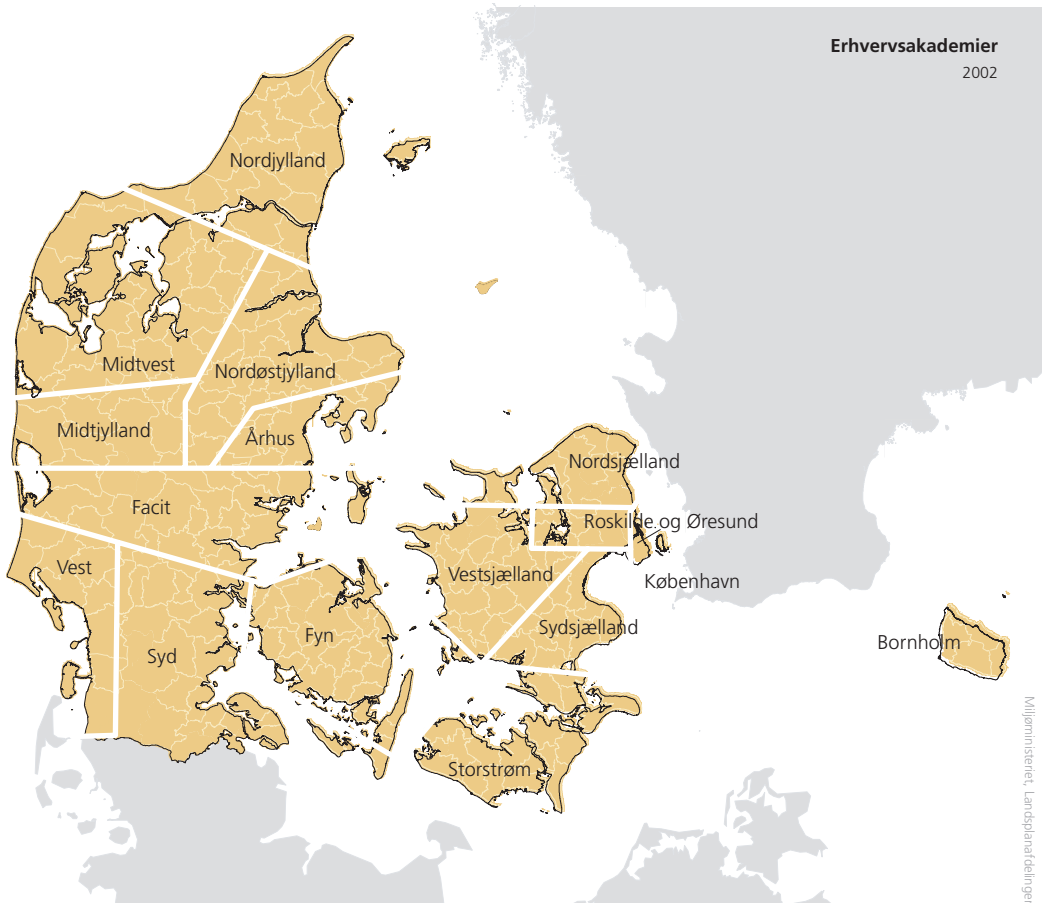 Erhvervsakademier
2002
Nordjylland
Midtvest
Nordøstjylland
Midtjylland
Århus
Nordsjælland
Facit
Roskilde og Øresund
Vest
Vestsjælland
København
Fyn
Sydsjælland
Syd
Bornholm
Storstrøm
Miljøministeriet, Landsplanafdelingen